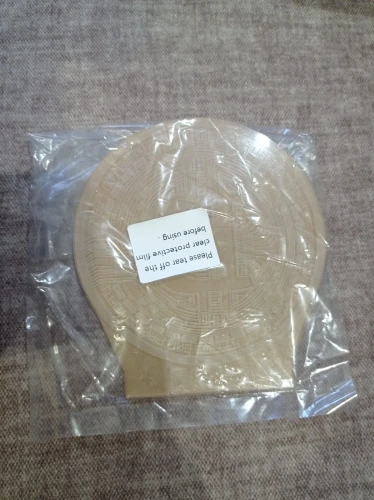 Please tear off the
clear protective film
before using .